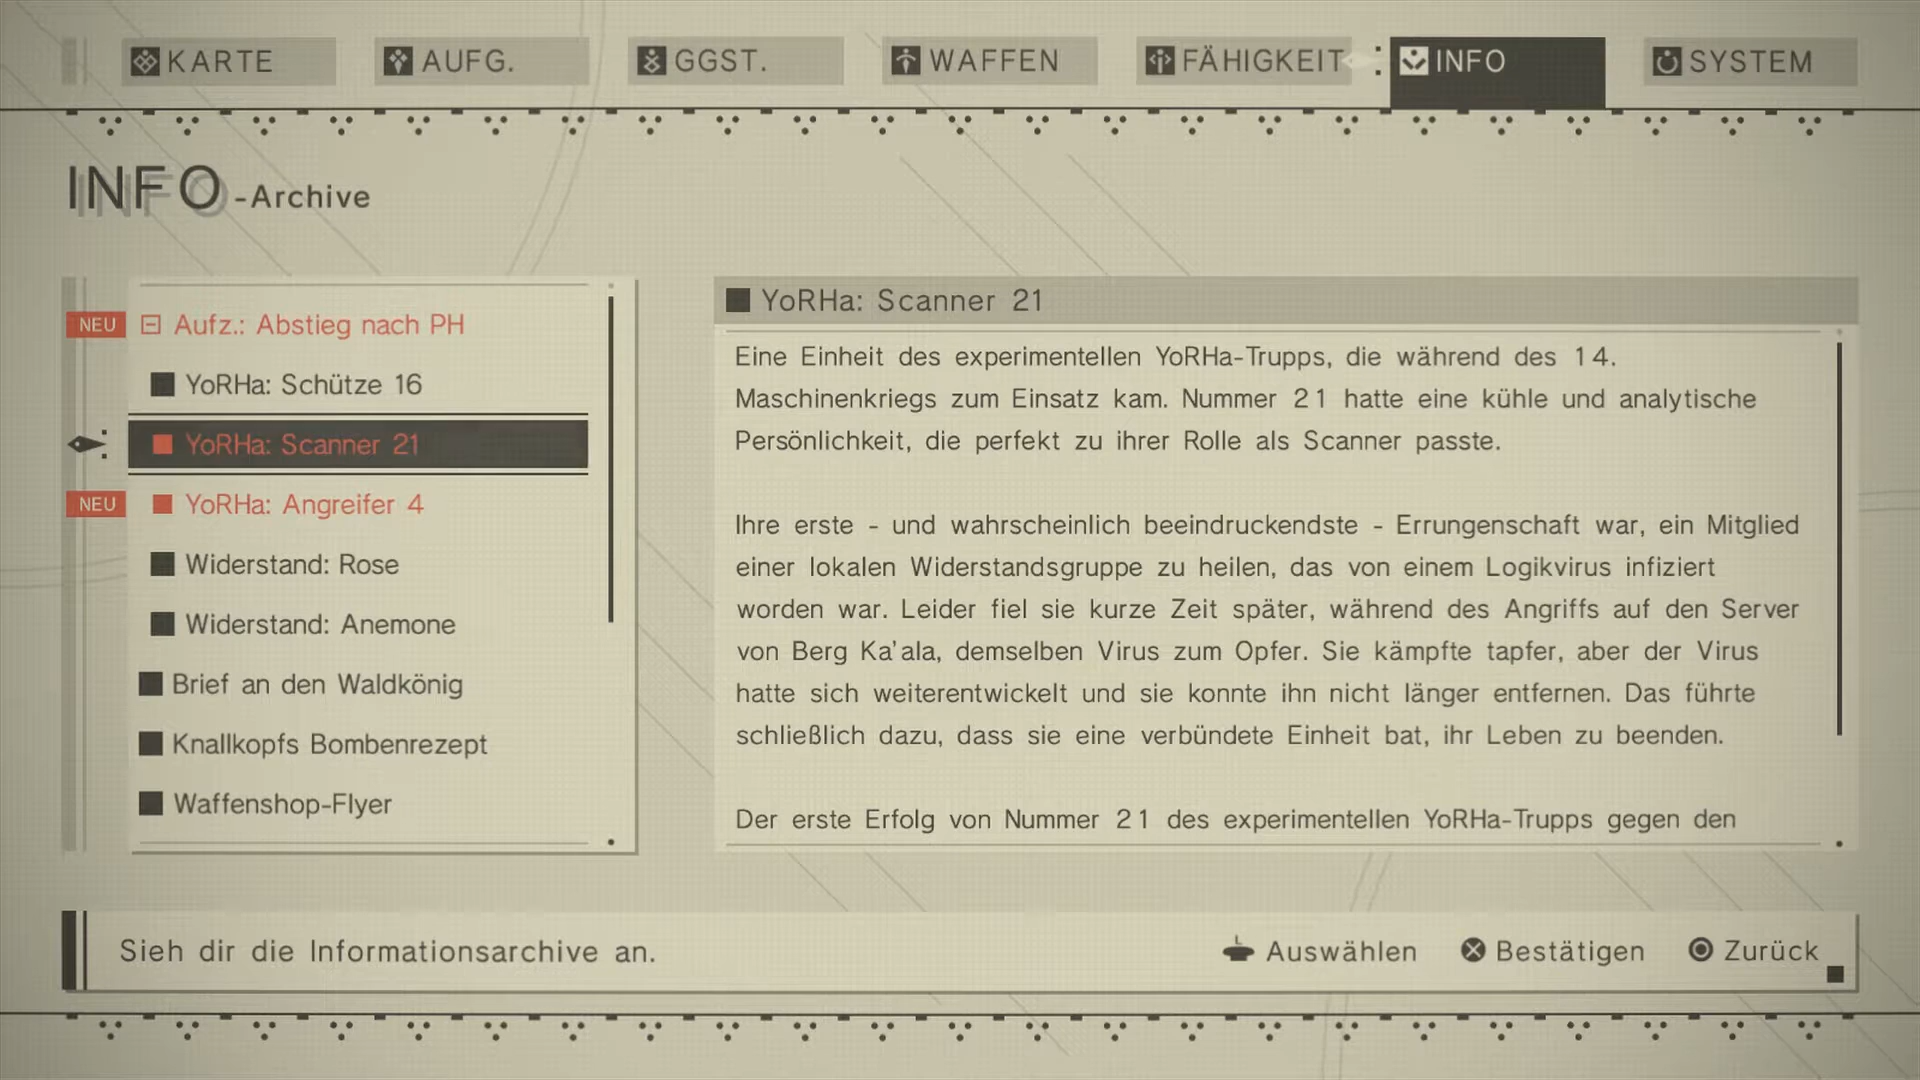 KARTE
AUFG.
GGST.
WAFFEN
FÄHIGKEIT
INFO
SYSTEM
INFO -Archive
NEU Aufz.: Abstieg nach PH
YoRHa: Schütze 16
YoRHa: Scanner 21
NEU YoRHa: Angreifer 4
Widerstand: Rose
Widerstand: Anemone
Brief an den Waldkönig
Knallkopfs Bombenrezept
Waffenshop-Flyer
YoRHa: Scanner 21
Eine Einheit des experimentellen YoRHa-Trupps, die während des 14.
Maschinenkriegs zum Einsatz kam. Nummer 21 hatte eine kühle und analytische
Persönlichkeit, die perfekt zu ihrer Rolle als Scanner passte.
Ihre erste - und wahrscheinlich beeindruckendste - Errungenschaft war, ein Mitglied
einer lokalen Widerstandsgruppe zu heilen, das von einem Logikvirus infiziert
worden war. Leider fiel sie kurze Zeit später, während des Angriffs auf den Server
von Berg Ka'ala, demselben Virus zum Opfer. Sie kämpfte tapfer, aber der Virus
hatte sich weiterentwickelt und sie konnte ihn nicht länger entfernen. Das führte
schließlich dazu, dass sie eine verbündete Einheit bat, ihr Leben zu beenden.
Der erste Erfolg von Nummer 21 des experimentellen YoRHa-Trupps gegen den
Sieh dir die Informationsarchive an.
L Auswählen
Bestätigen
Zurück